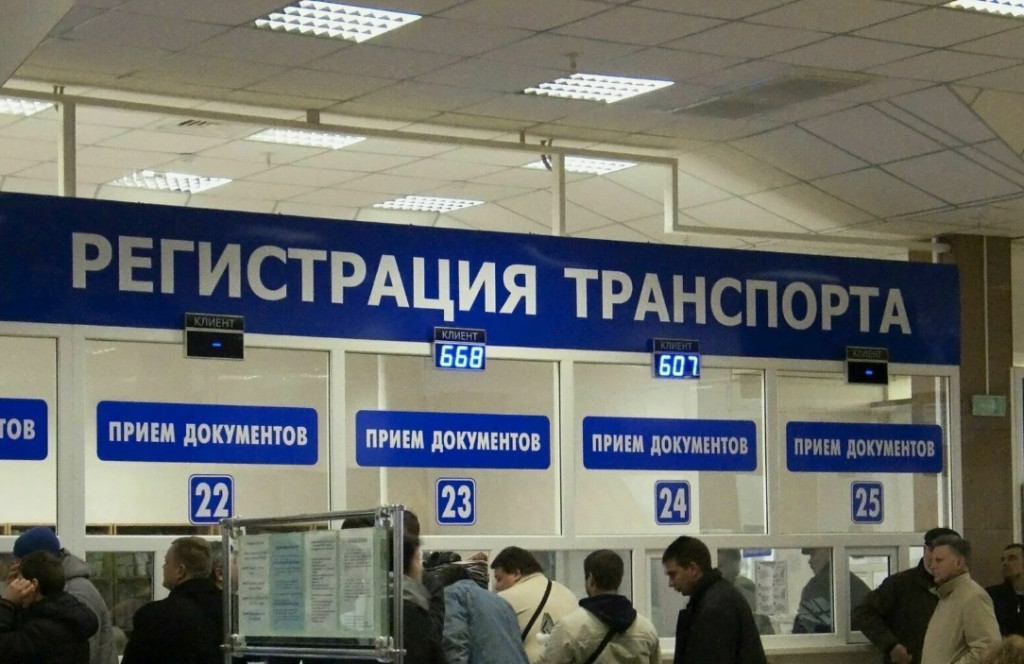 РЕГИСТРАЦИЯ ТРАНСПОРТА
КЛИЕНТ
-
КЛИЕНТ
668
КЛИЕНТ
607
КЛИЕНТ
-
ТОВ
ПРИЕМ ДОКУМЕНТОВ
ПРИЕМ ДОКУМЕНТОВ
ПРИЕМ ДОКУМЕНТОВ
ПРИЕМ ДОКУМЕНТОВ
22
23
24
25